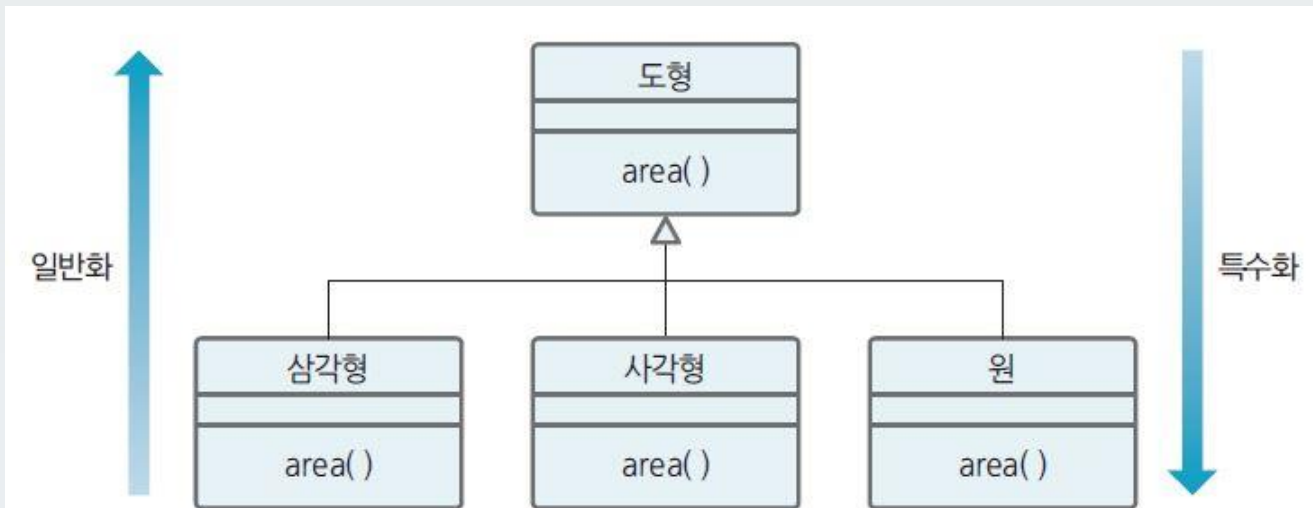 도형
area( )
일반화
특수화
삼각형
사각형
원
area( )
area( )
area( )